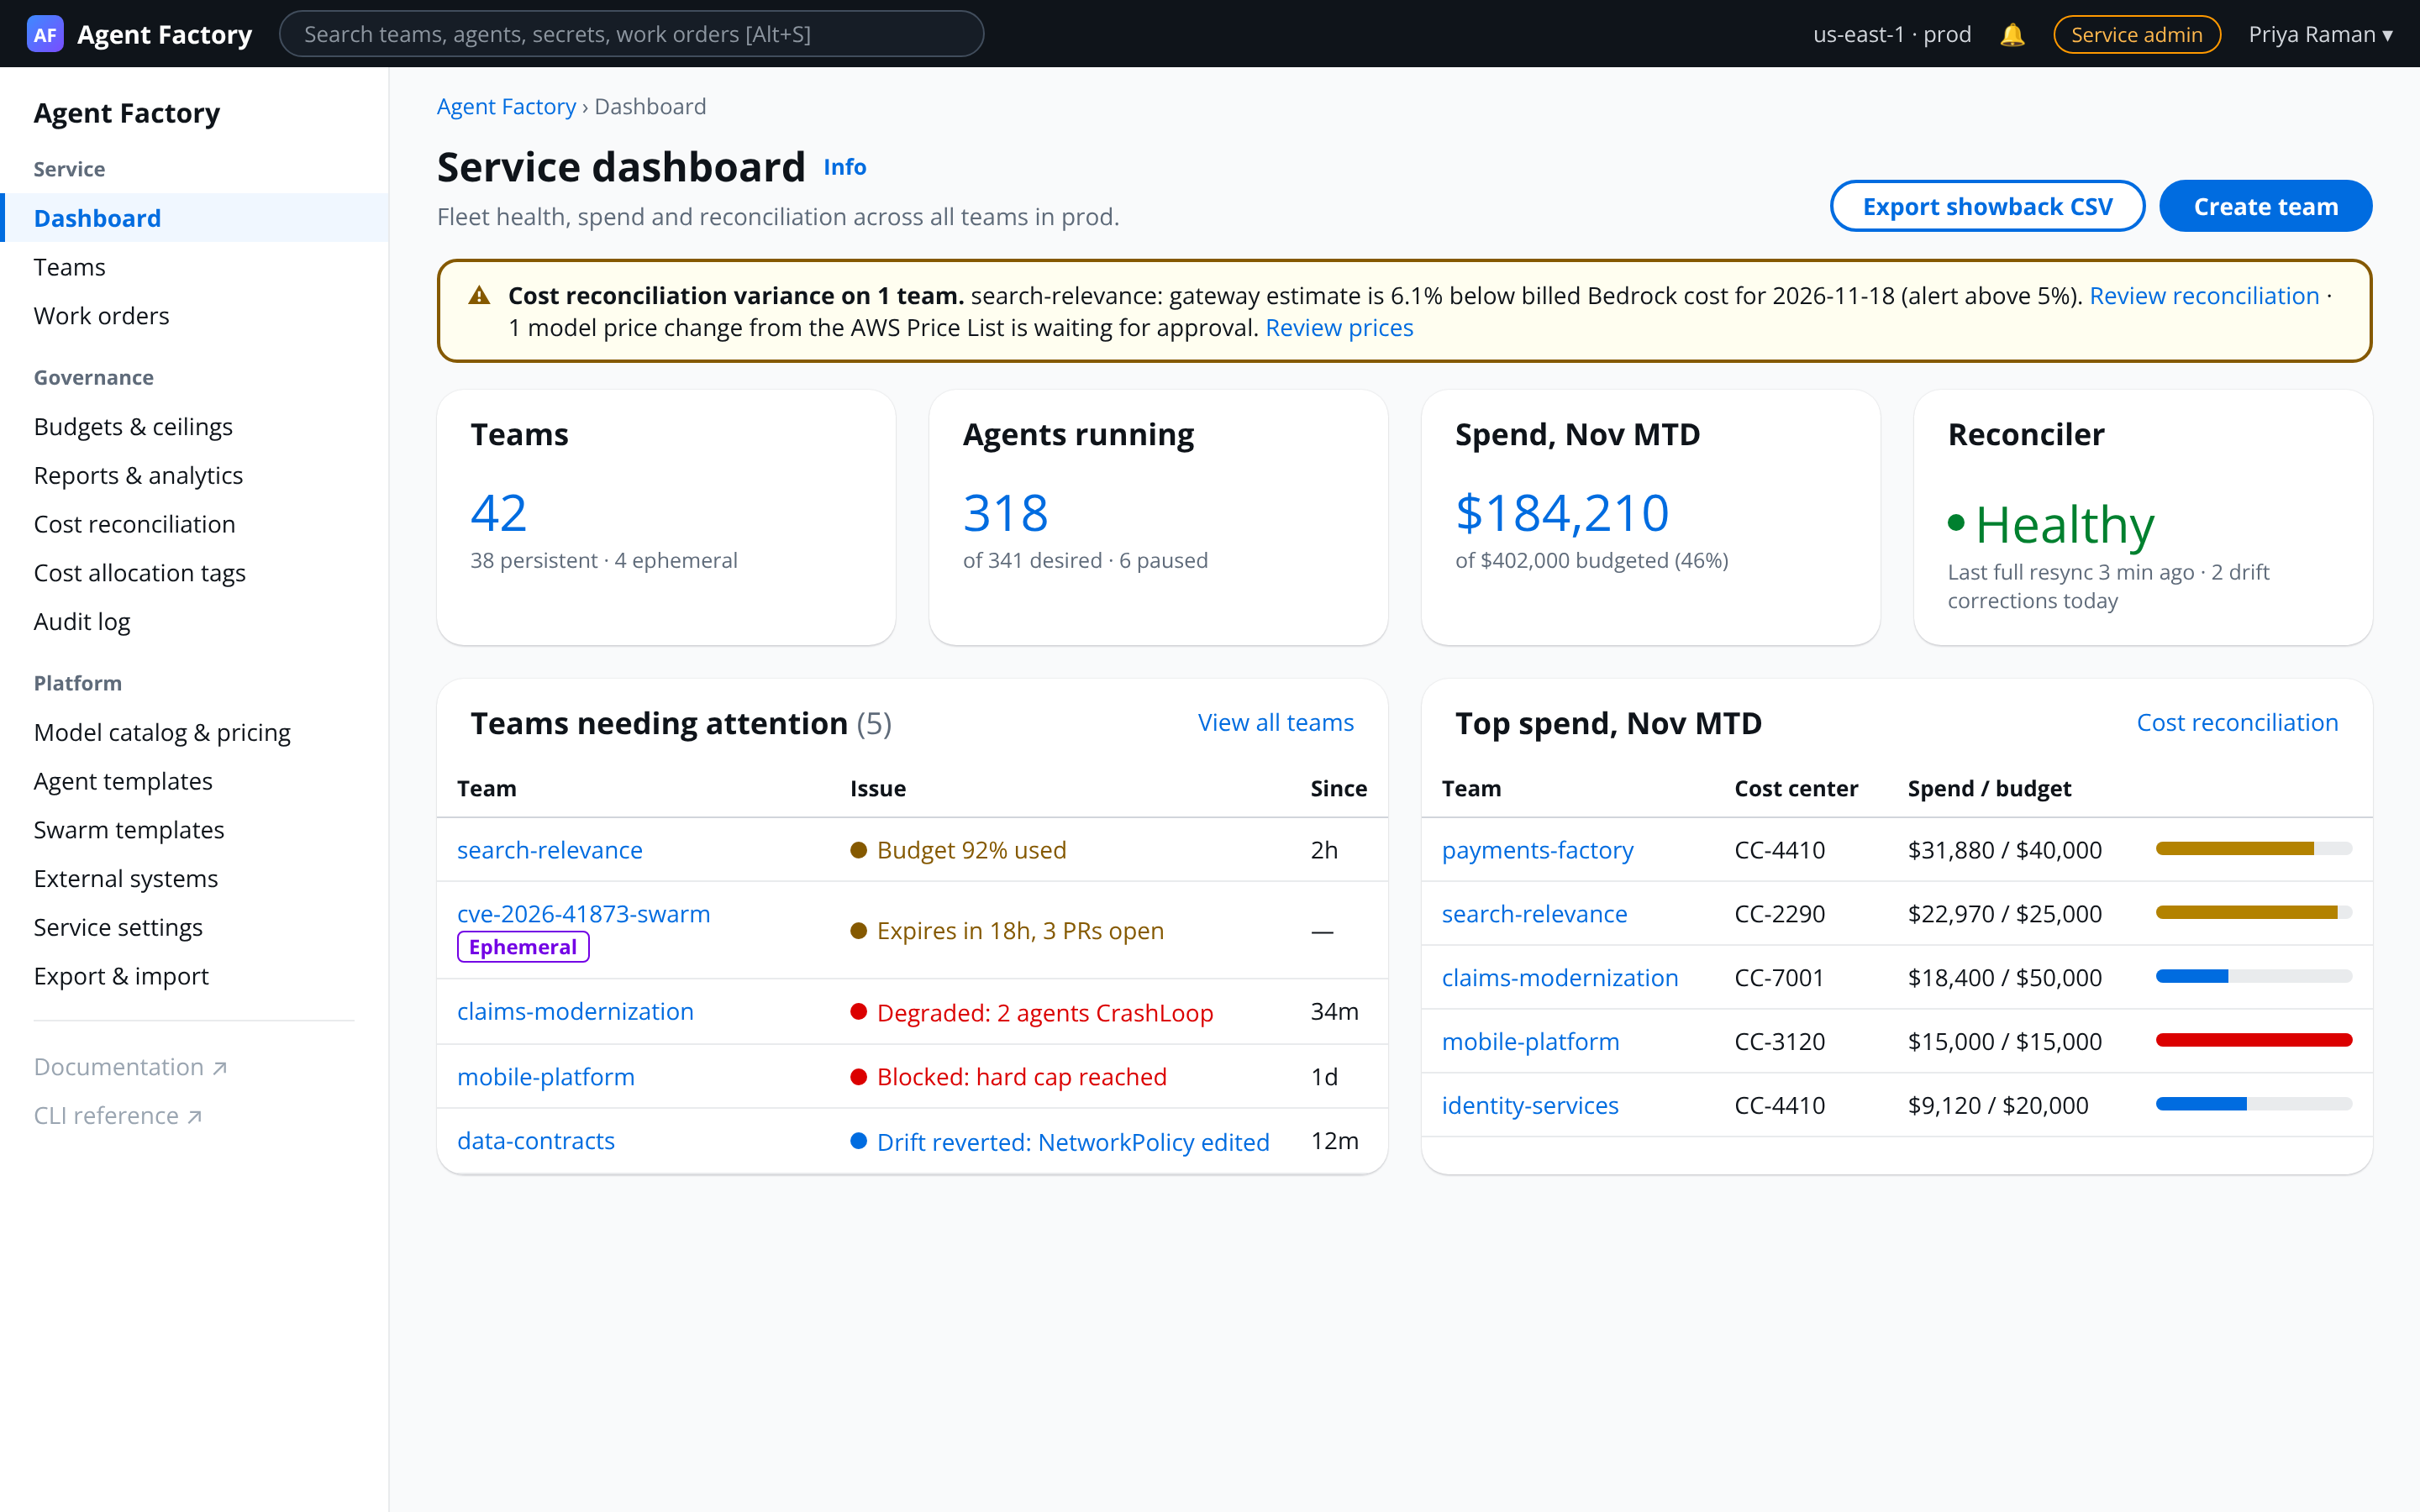 AF Agent Factory
Search teams, agents, secrets, work orders [Alt+S]
us-east-1 · prod
Service admin
Priya Raman ▾
Agent Factory
Service
Dashboard
Teams
Work orders
Governance
Budgets & ceilings
Reports & analytics
Cost reconciliation
Cost allocation tags
Audit log
Platform
Model catalog & pricing
Agent templates
Swarm templates
External systems
Service settings
Export & import
Documentation ↗
CLI reference ↗
Agent Factory › Dashboard
Service dashboard Info
Fleet health, spend and reconciliation across all teams in prod.
Export showback CSV
Create team
Cost reconciliation variance on 1 team. search-relevance: gateway estimate is 6.1% below billed Bedrock cost for 2026-11-18 (alert above 5%). Review reconciliation ·
1 model price change from the AWS Price List is waiting for approval. Review prices
Teams
42
38 persistent · 4 ephemeral
Agents running
318
of 341 desired · 6 paused
Spend, Nov MTD
$184,210
of $402,000 budgeted (46%)
Reconciler
Healthy
Last full resync 3 min ago · 2 drift
corrections today
Teams needing attention (5) View all teams
Team Issue Since
search-relevance Budget 92% used 2h
cve-2026-41873-swarm
Ephemeral
Expires in 18h, 3 PRs open —
claims-modernization Degraded: 2 agents CrashLoop 34m
mobile-platform Blocked: hard cap reached 1d
data-contracts Drift reverted: NetworkPolicy edited 12m
Top spend, Nov MTD Cost reconciliation
Team Cost center Spend / budget
payments-factory CC-4410 $31,880 / $40,000
search-relevance CC-2290 $22,970 / $25,000
claims-modernization CC-7001 $18,400 / $50,000
mobile-platform CC-3120 $15,000 / $15,000
identity-services CC-4410 $9,120 / $20,000